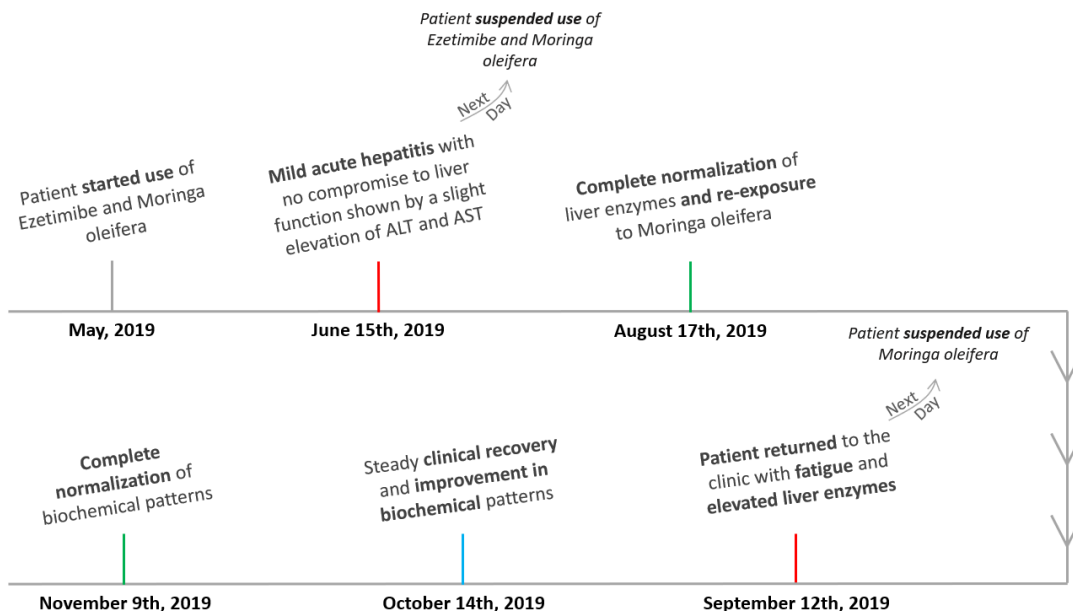 Patient suspended use of
Ezetimibe and Moringa
oleifera
Next
Day
Patient started use of
Ezetimibe and Moringa
oleifera
Mild acute hepatitis with
no compromise to liver
function shown by a slight
elevation of ALT and AST
Complete normalization of
liver enzymes and re-exposure
to Moringa oleifera
May, 2019
June 15th, 2019
August 17th, 2019
Patient suspended use of
Moringa oleifera
Next
Day
Patient returned to the
clinic with fatigue and
elevated liver enzymes
Steady clinical recovery
and improvement in
biochemical patterns
Complete
normalization of
biochemical patterns
September 12th, 2019
October 14th, 2019
November 9th, 2019